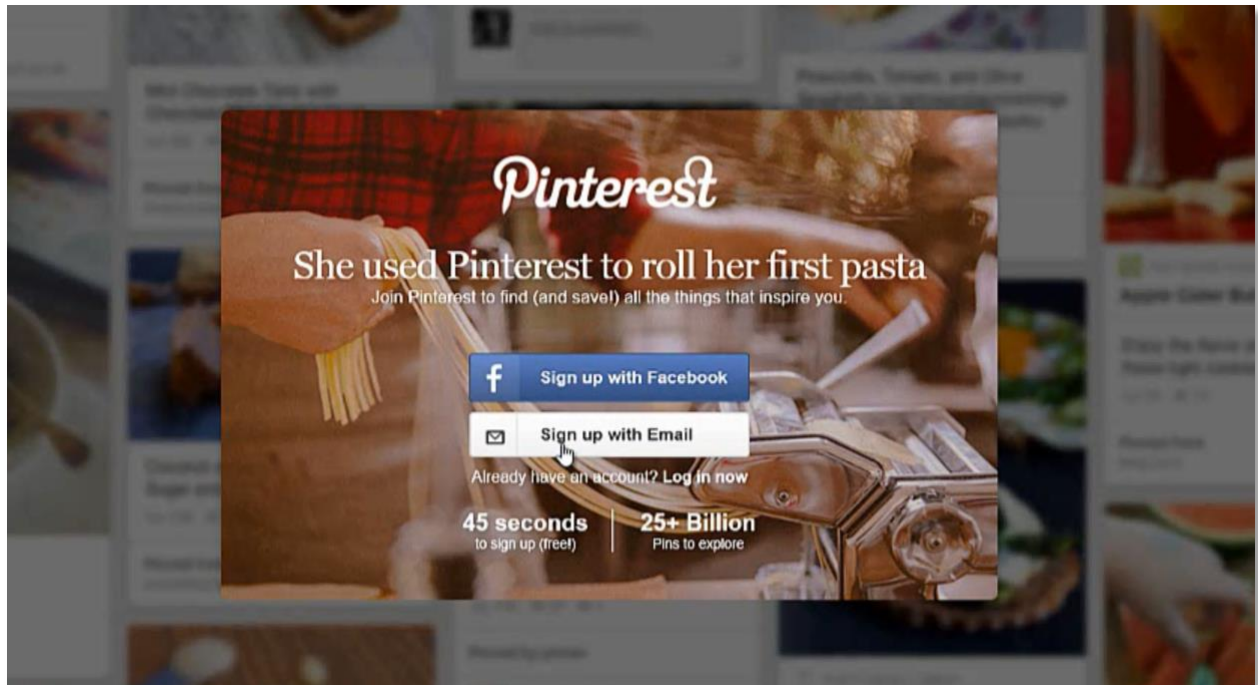 Pinterest
She used Pinterest to roll her first pasta
Join Pinterest to find (and save!) all the things that inspire you.
f Sign up with Facebook
Sign up with Email
Already have an account? Log in now
45 seconds
to sign up (free!)
25+ Billion
Pins to explore